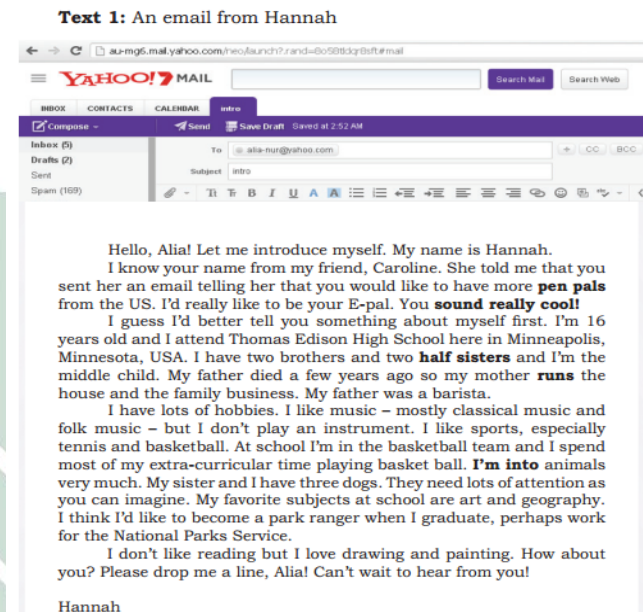 Text 1: An email from Hannah
au-mg6.mail.yahoo.com/neo/launch?.rand=8o58tldqr8sft#mail
YAHOO!7 MAIL Search Mail Search Web
INBOX CONTACTS CALENDAR intro
Compose Send Save Draft Saved at 2:52 AM
Inbox (5) To alia-nur@yahoo.com + CC BCC
Drafts (2)
Sent Subject intro
Spam (169) Tt Tr B I U A A
Hello, Alia! Let me introduce myself. My name is Hannah.
I know your name from my friend, Caroline. She told me that you
sent her an email telling her that you would like to have more pen pals
from the US. I'd really like to be your E-pal. You sound really cool!
I guess I'd better tell you something about myself first. I'm 16
years old and I attend Thomas Edison High School here in Minneapolis,
Minnesota, USA. I have two brothers and two half sisters and I'm the
middle child. My father died a few years ago so my mother runs the
house and the family business. My father was a barista.
I have lots of hobbies. I like music – mostly classical music and
folk music – but I don't play an instrument. I like sports, especially
tennis and basketball. At school I'm in the basketball team and I spend
most of my extra-curricular time playing basket ball. I'm into animals
very much. My sister and I have three dogs. They need lots of attention as
you can imagine. My favorite subjects at school are art and geography.
I think I'd like to become a park ranger when I graduate, perhaps work
for the National Parks Service.
I don't like reading but I love drawing and painting. How about
you? Please drop me a line, Alia! Can't wait to hear from you!
Hannah